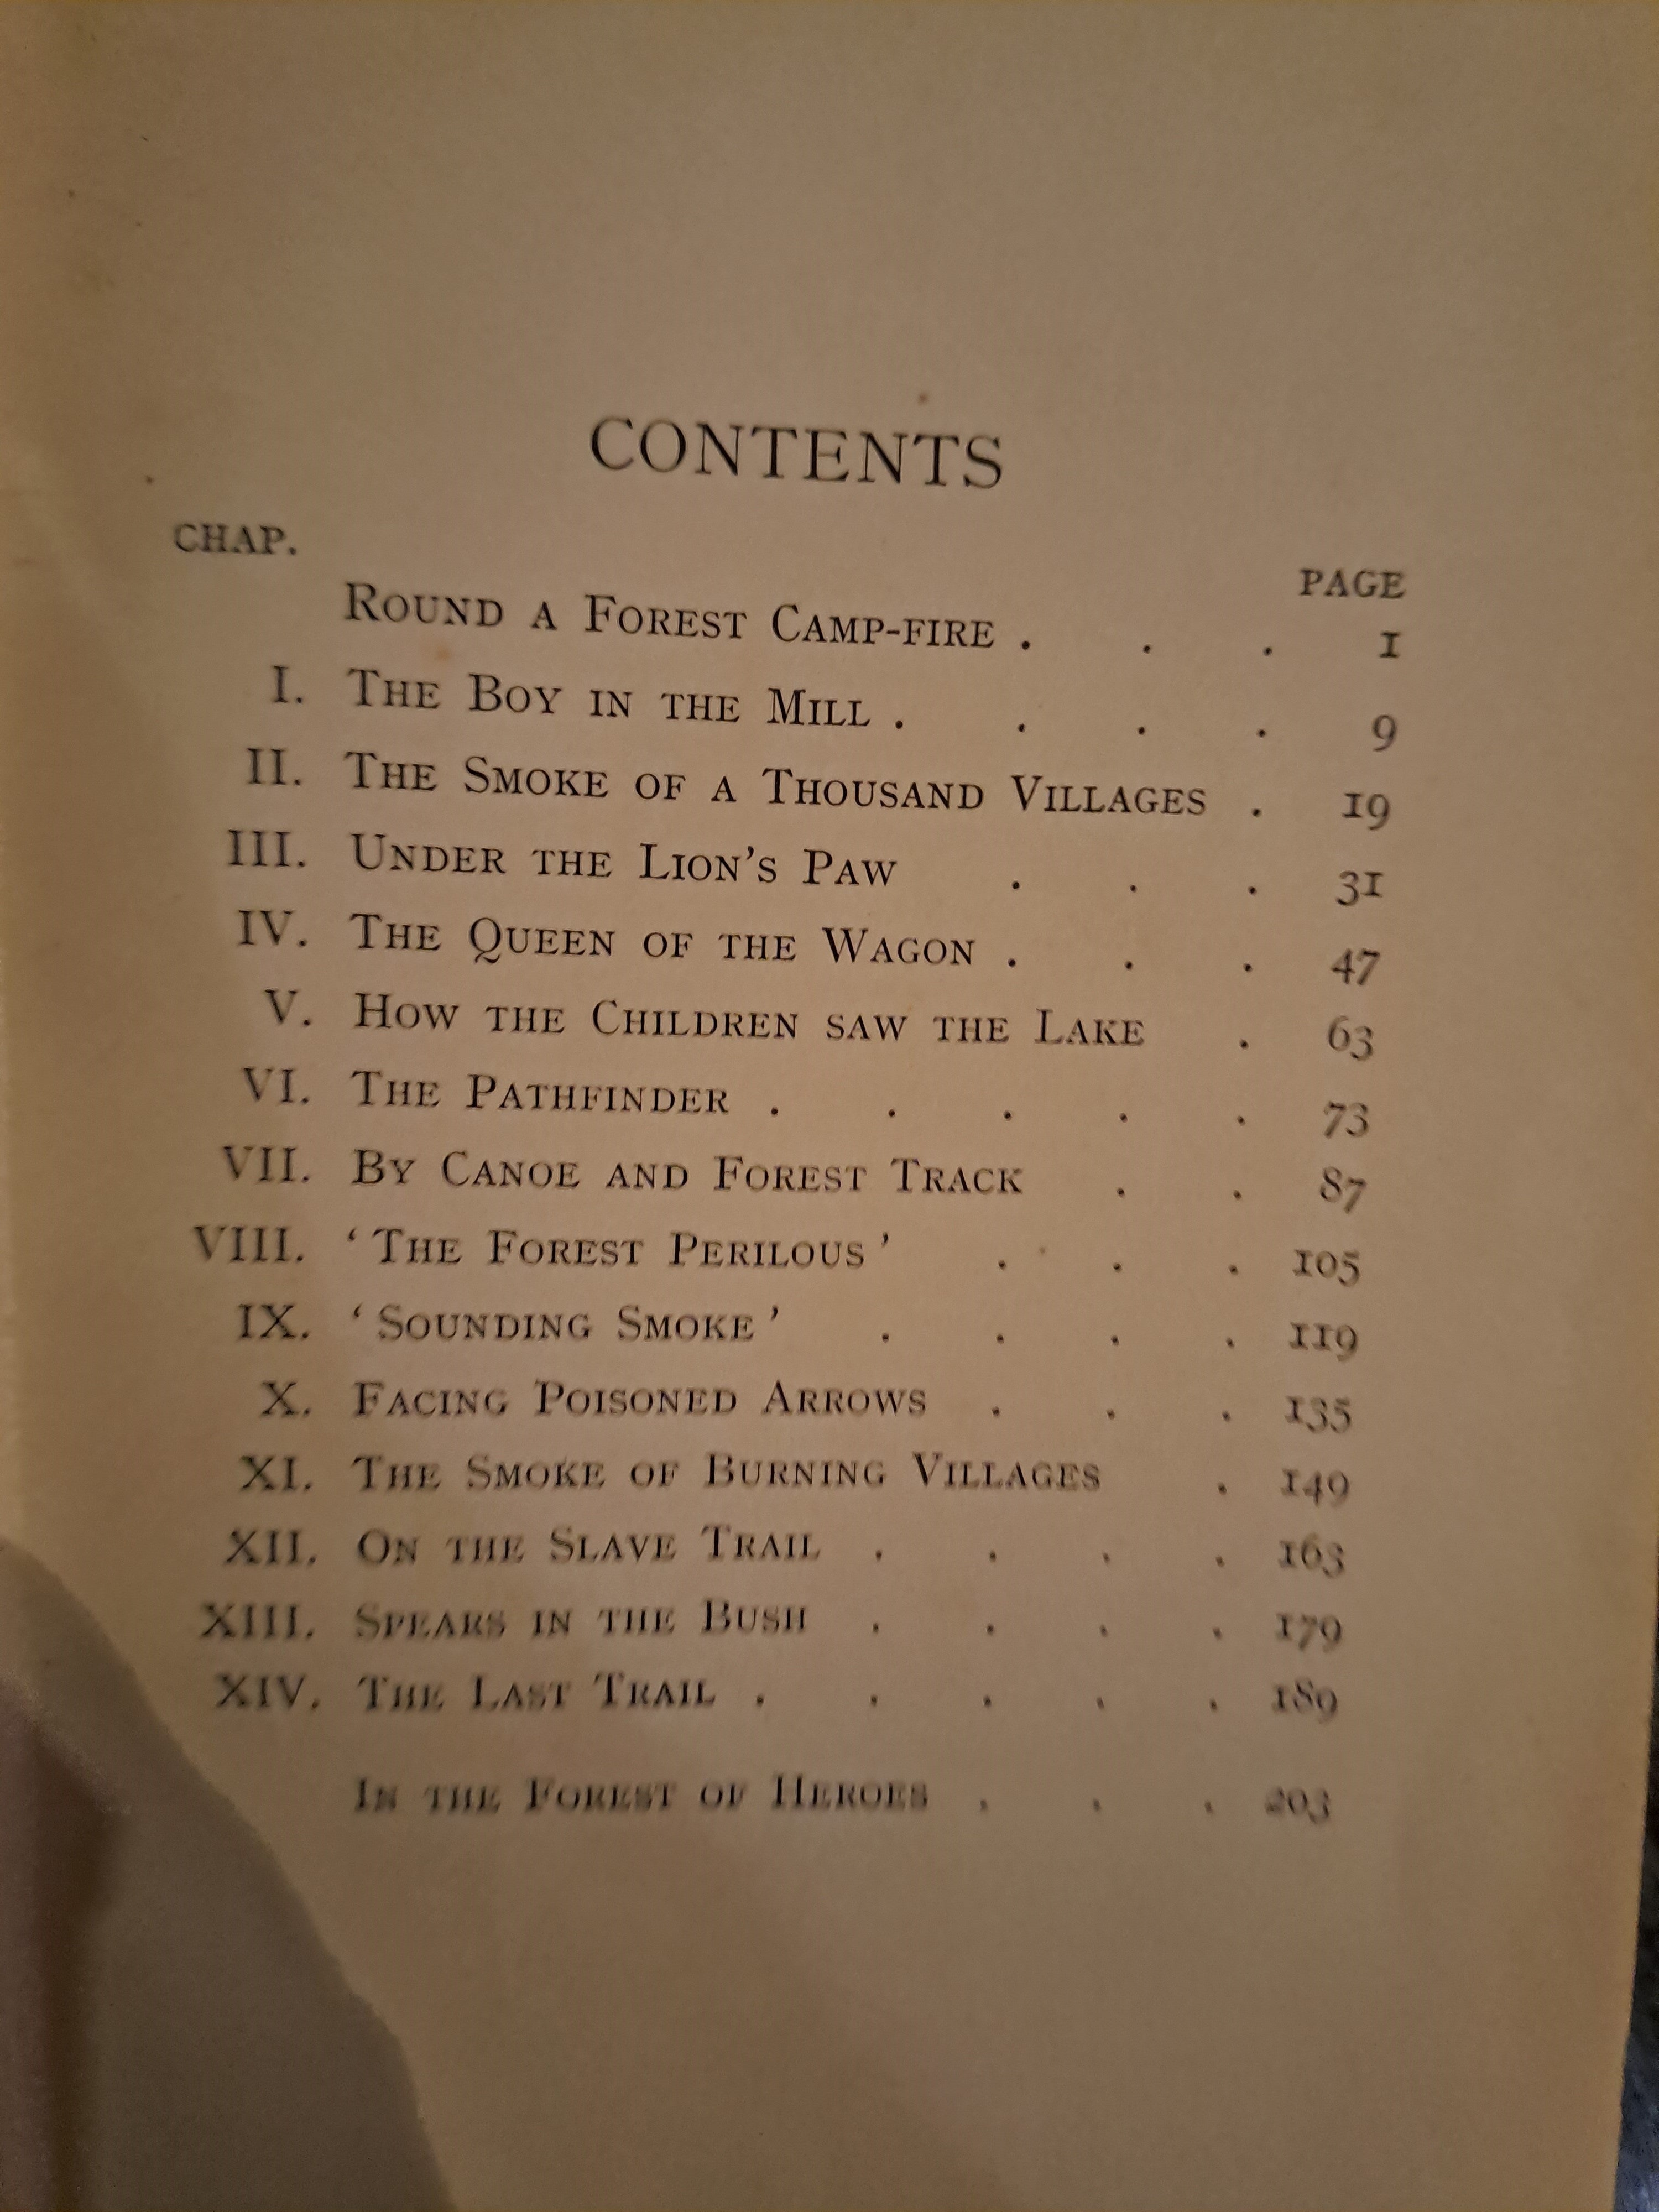 CONTENTS
CHAP.
PAGE
ROUND A FOREST CAMP-FIRE . . . 1
I. THE BOY IN THE MILL . . . . 9
II. THE SMOKE OF A THOUSAND VILLAGES . 19
III. UNDER THE LION'S PAW . . . 31
IV. THE QUEEN OF THE WAGON . . . 47
V. HOW THE CHILDREN SAW THE LAKE . 63
VI. THE PATHFINDER . . . . . 73
VII. BY CANOE AND FOREST TRACK . . 87
VIII. ‘ THE FOREST PERILOUS ’ . . . 105
IX. ‘ SOUNDING SMOKE ’ . . . . 119
X. FACING POISONED ARROWS . . . 135
XI. THE SMOKE OF BURNING VILLAGES . 149
XII. ON THE SLAVE TRAIL . . . . 163
XIII. SPEARS IN THE BUSH . . . . 179
XIV. THE LAST TRAIL . . . . . 189
IN THE FOREST OF HEROES . . . 203